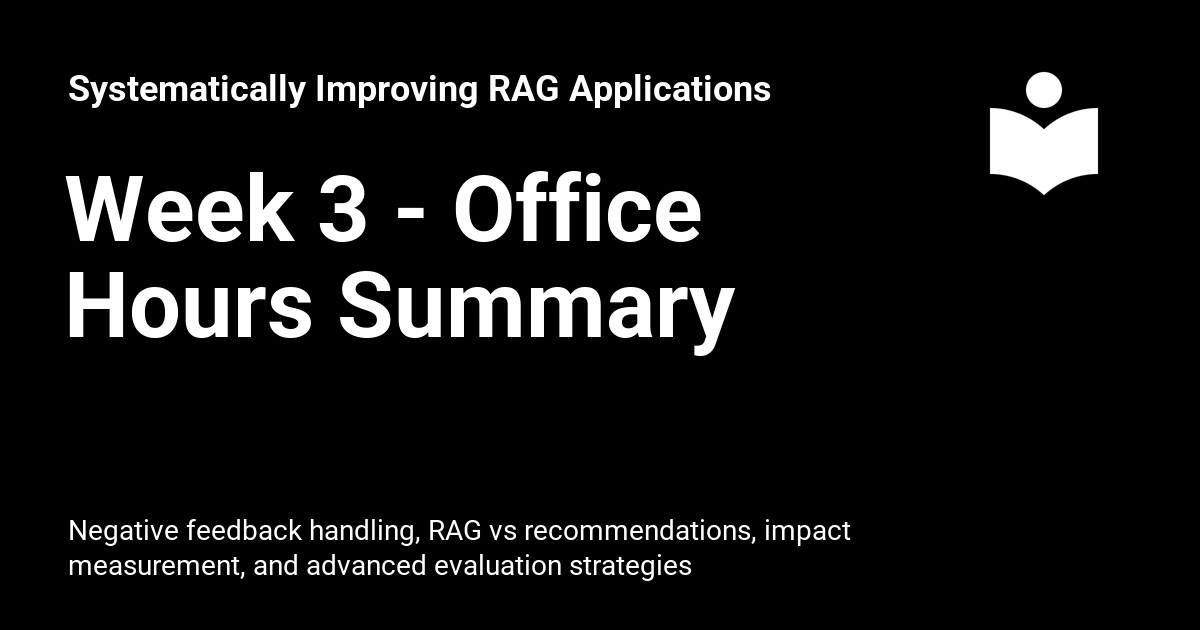 Systematically Improving RAG Applications
Week 3 - Office
Hours Summary
Negative feedback handling, RAG vs recommendations, impact
measurement, and advanced evaluation strategies